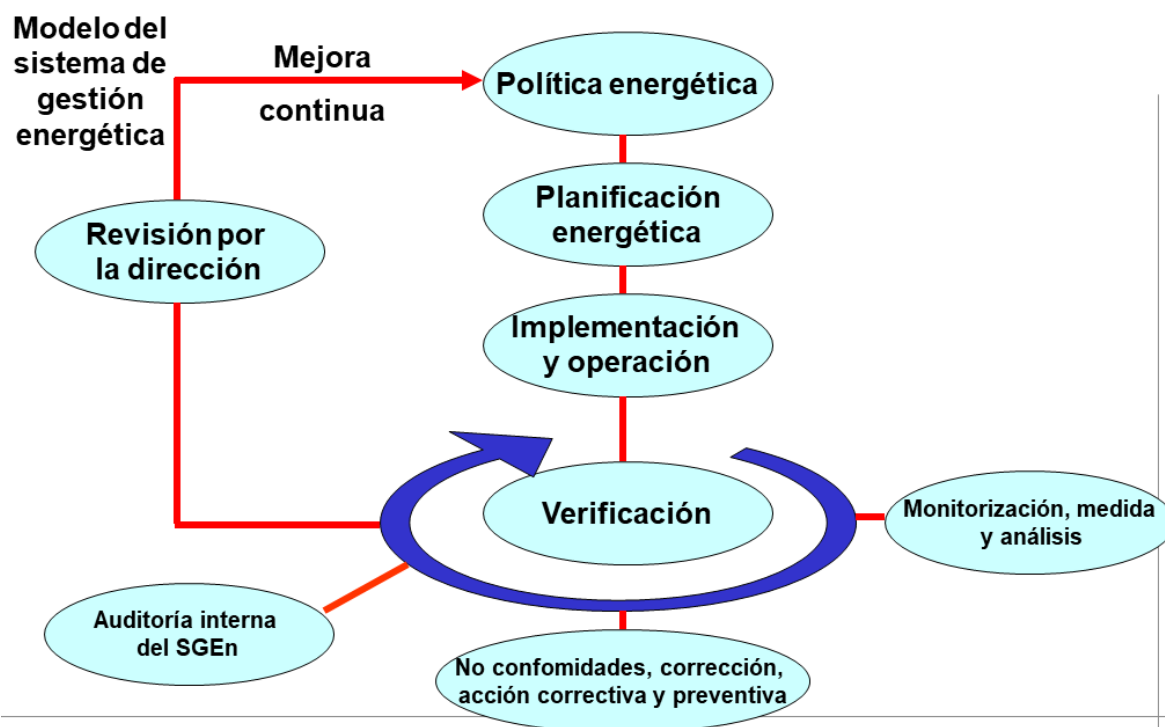 Modelo del
sistema de
gestión
energética
Mejora
continua
Política energética
Planificación
energética
Revisión por
la dirección
Implementación
y operación
Verificación
Monitorización, medida
y análisis
Auditoría interna
del SGEn
No confomidades, corrección,
acción correctiva y preventiva